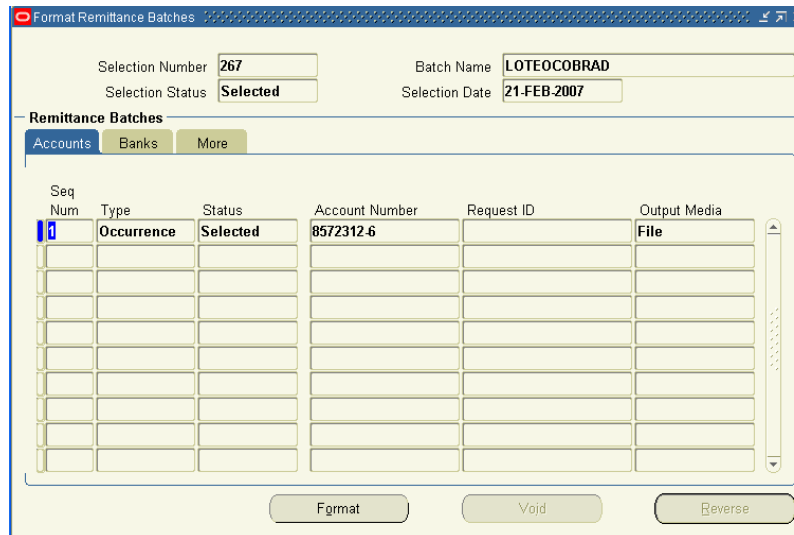 Format Remittance Batches
Selection Number 267 Batch Name LOTEOCOBRAD
Selection Status Selected Selection Date 21-FEB-2007
Remittance Batches
Accounts Banks More
Seq
Num Type Status Account Number Request ID Output Media
1 Occurrence Selected 8572312-6 File
Format Void Reverse